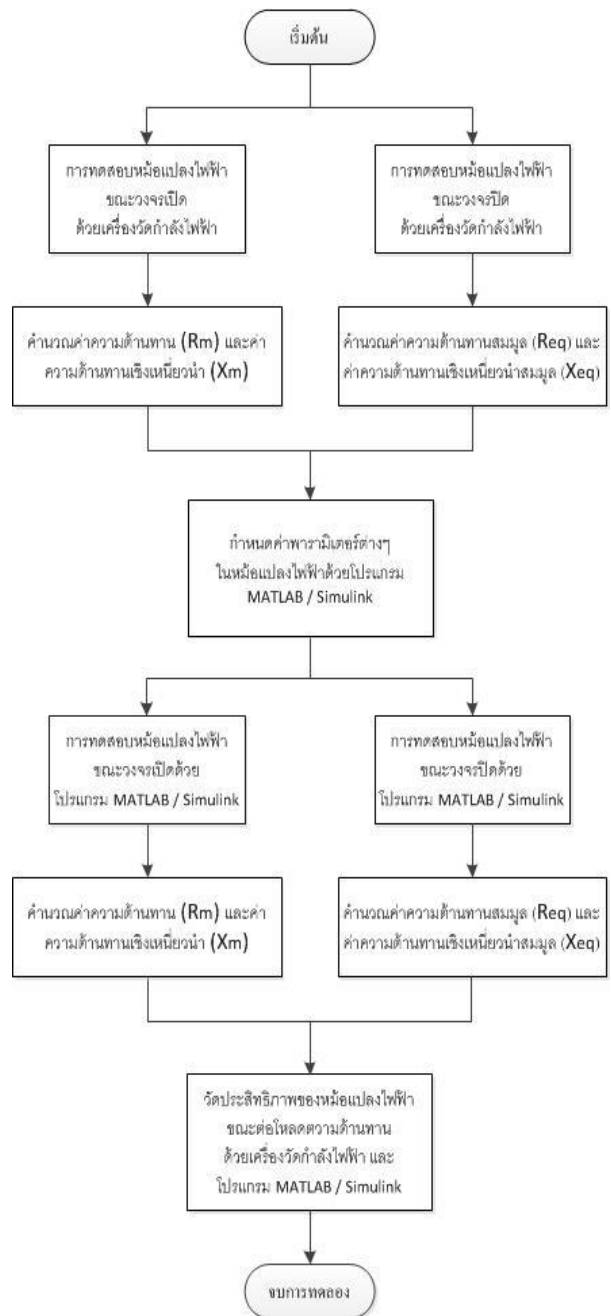 เริ่มต้น
การทดสอบหม้อแปลงไฟฟ้า
ขณะวงจรเปิด
ด้วยเครื่องวัดกำลังไฟฟ้า
การทดสอบหม้อแปลงไฟฟ้า
ขณะวงจรปิด
ด้วยเครื่องวัดกำลังไฟฟ้า
คำนวณค่าความต้านทาน (Rm) และค่า
ความต้านทานเชิงเหนี่ยวนำ (Xm)
คำนวณค่าความต้านทานสมมูล (Req) และ
ค่าความต้านทานเชิงเหนี่ยวนำสมมูล (Xeq)
กำหนดค่าพารามิเตอร์ต่างๆ
ในหม้อแปลงไฟฟ้าด้วยโปรแกรม
MATLAB / Simulink
การทดสอบหม้อแปลงไฟฟ้า
ขณะวงจรเปิดด้วย
โปรแกรม MATLAB / Simulink
การทดสอบหม้อแปลงไฟฟ้า
ขณะวงจรปิดด้วย
โปรแกรม MATLAB / Simulink
คำนวณค่าความต้านทาน (Rm) และค่า
ความต้านทานเชิงเหนี่ยวนำ (Xm)
คำนวณค่าความต้านทานสมมูล (Req) และ
ค่าความต้านทานเชิงเหนี่ยวนำสมมูล (Xeq)
วัดประสิทธิภาพของหม้อแปลงไฟฟ้า
ขณะต่อโหลดตวามต้านทาน
ด้วยเครื่องวัดกำลังไฟฟ้า และ
โปรแกรม MATLAB / Simulink
จบการทดลอง